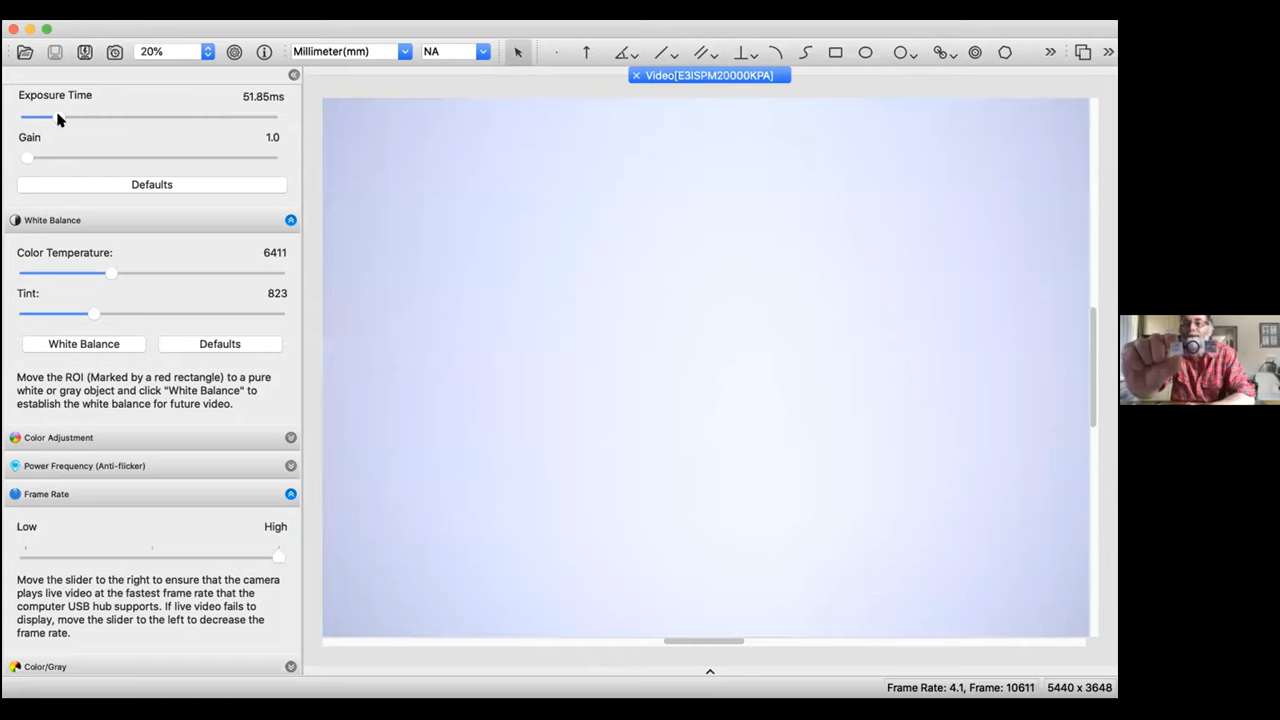 20%
Millimeter(mm)
NA
Video[E3ISPM20000KPA]
Exposure Time
51.85ms
Gain
1.0
Defaults
White Balance
Color Temperature:
6411
Tint:
823
White Balance
Defaults
Move the ROI (Marked by a red rectangle) to a pure
white or gray object and click "White Balance" to
establish the white balance for future video.
Color Adjustment
Power Frequency (Anti-flicker)
Frame Rate
Low
High
Move the slider to the right to ensure that the camera
plays live video at the fastest frame rate that the
computer USB hub supports. If live video fails to
display, move the slider to the left to decrease the
frame rate.
Color/Gray
Frame Rate: 4.1, Frame: 10611
5440 x 3648